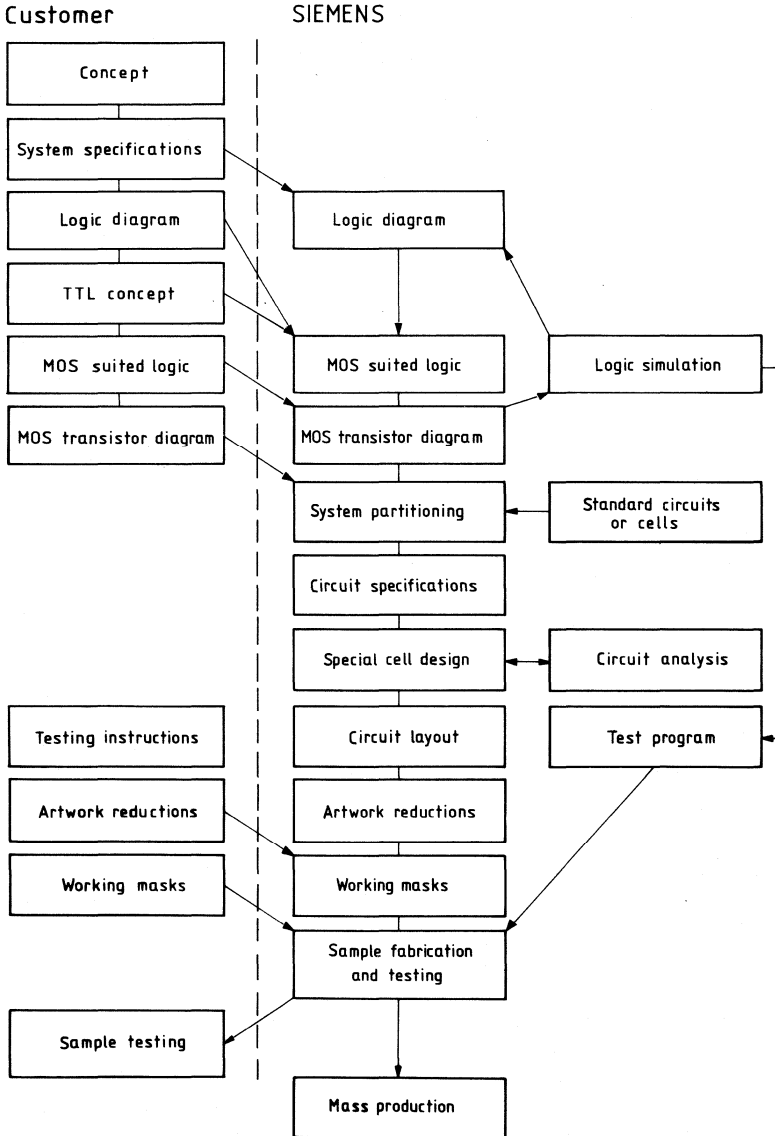 Customer
SIEMENS
Concept
System specifications
Logic diagram
Logic diagram
TTL concept
MOS suited logic
MOS suited logic
Logic simulation
MOS transistor diagram
MOS transistor diagram
System partitioning
Standard circuits
or cells
Circuit specifications
Special cell design
Circuit analysis
Testing instructions
Circuit layout
Test program
Artwork reductions
Artwork reductions
Working masks
Working masks
Sample fabrication
and testing
Sample testing
Mass production